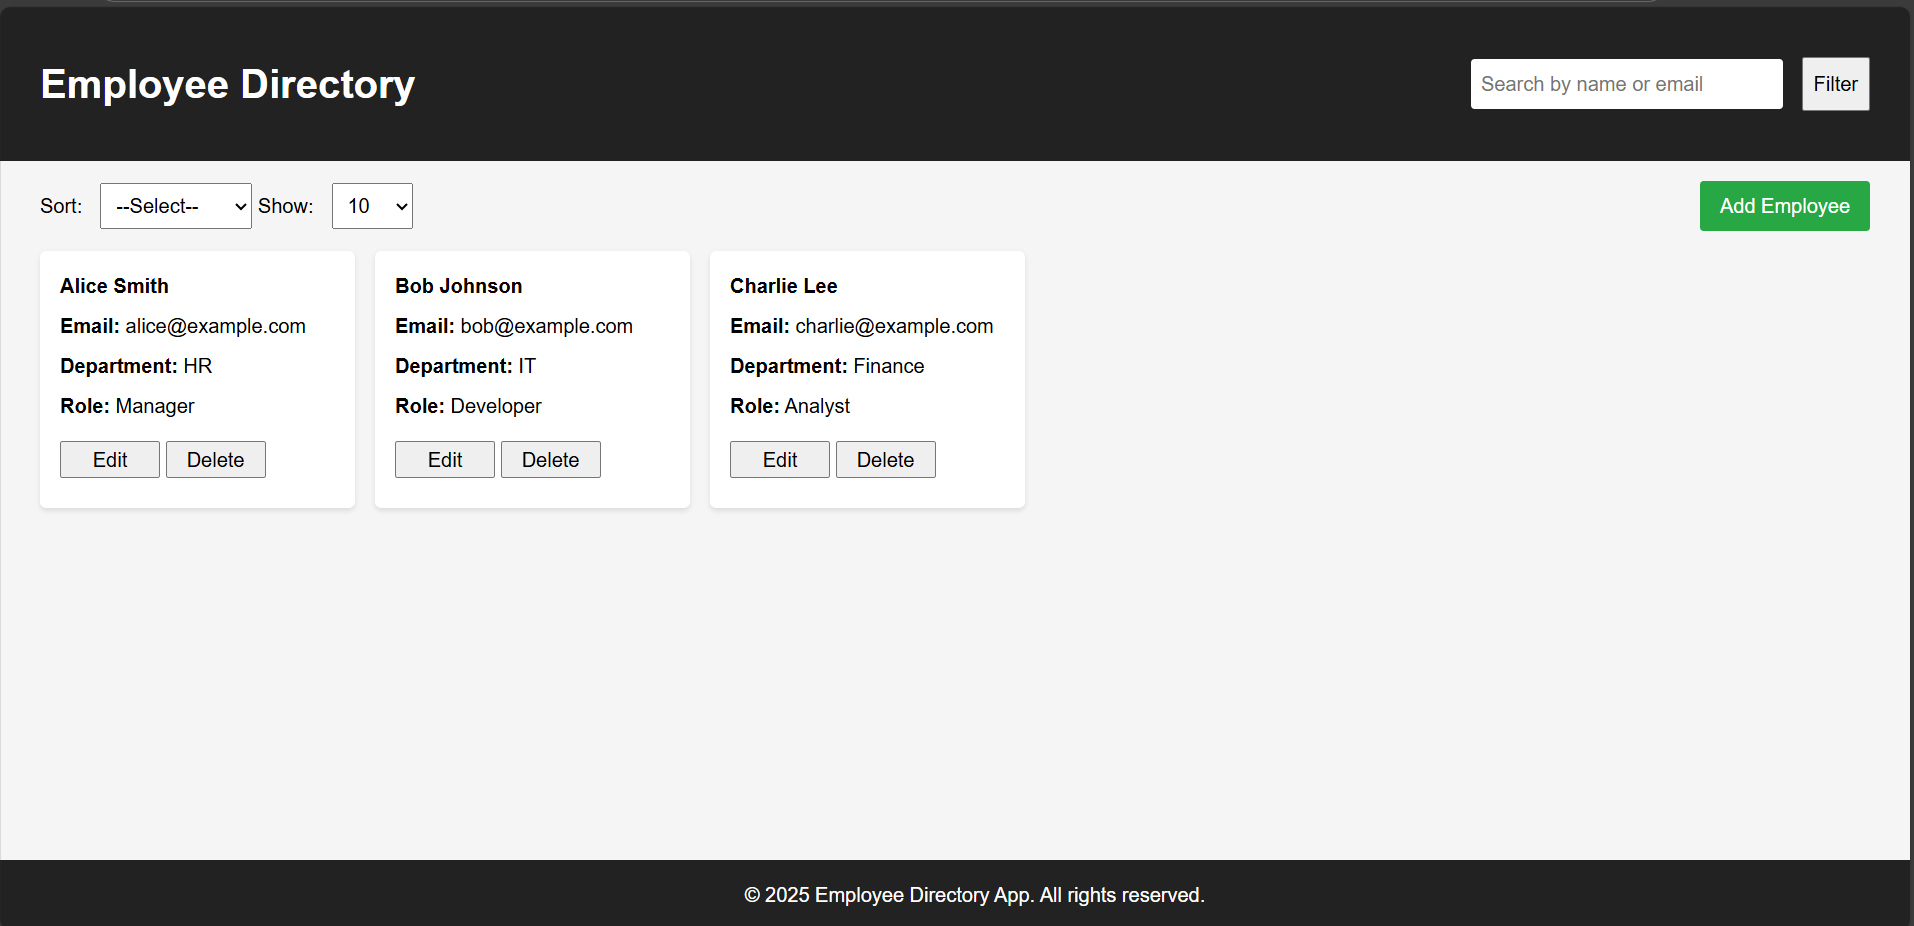 Employee Directory
Search by name or email
Filter
Sort: --Select-- Show: 10
Add Employee
Alice Smith
Email: alice@example.com
Department: HR
Role: Manager
Edit Delete
Bob Johnson
Email: bob@example.com
Department: IT
Role: Developer
Edit Delete
Charlie Lee
Email: charlie@example.com
Department: Finance
Role: Analyst
Edit Delete
© 2025 Employee Directory App. All rights reserved.